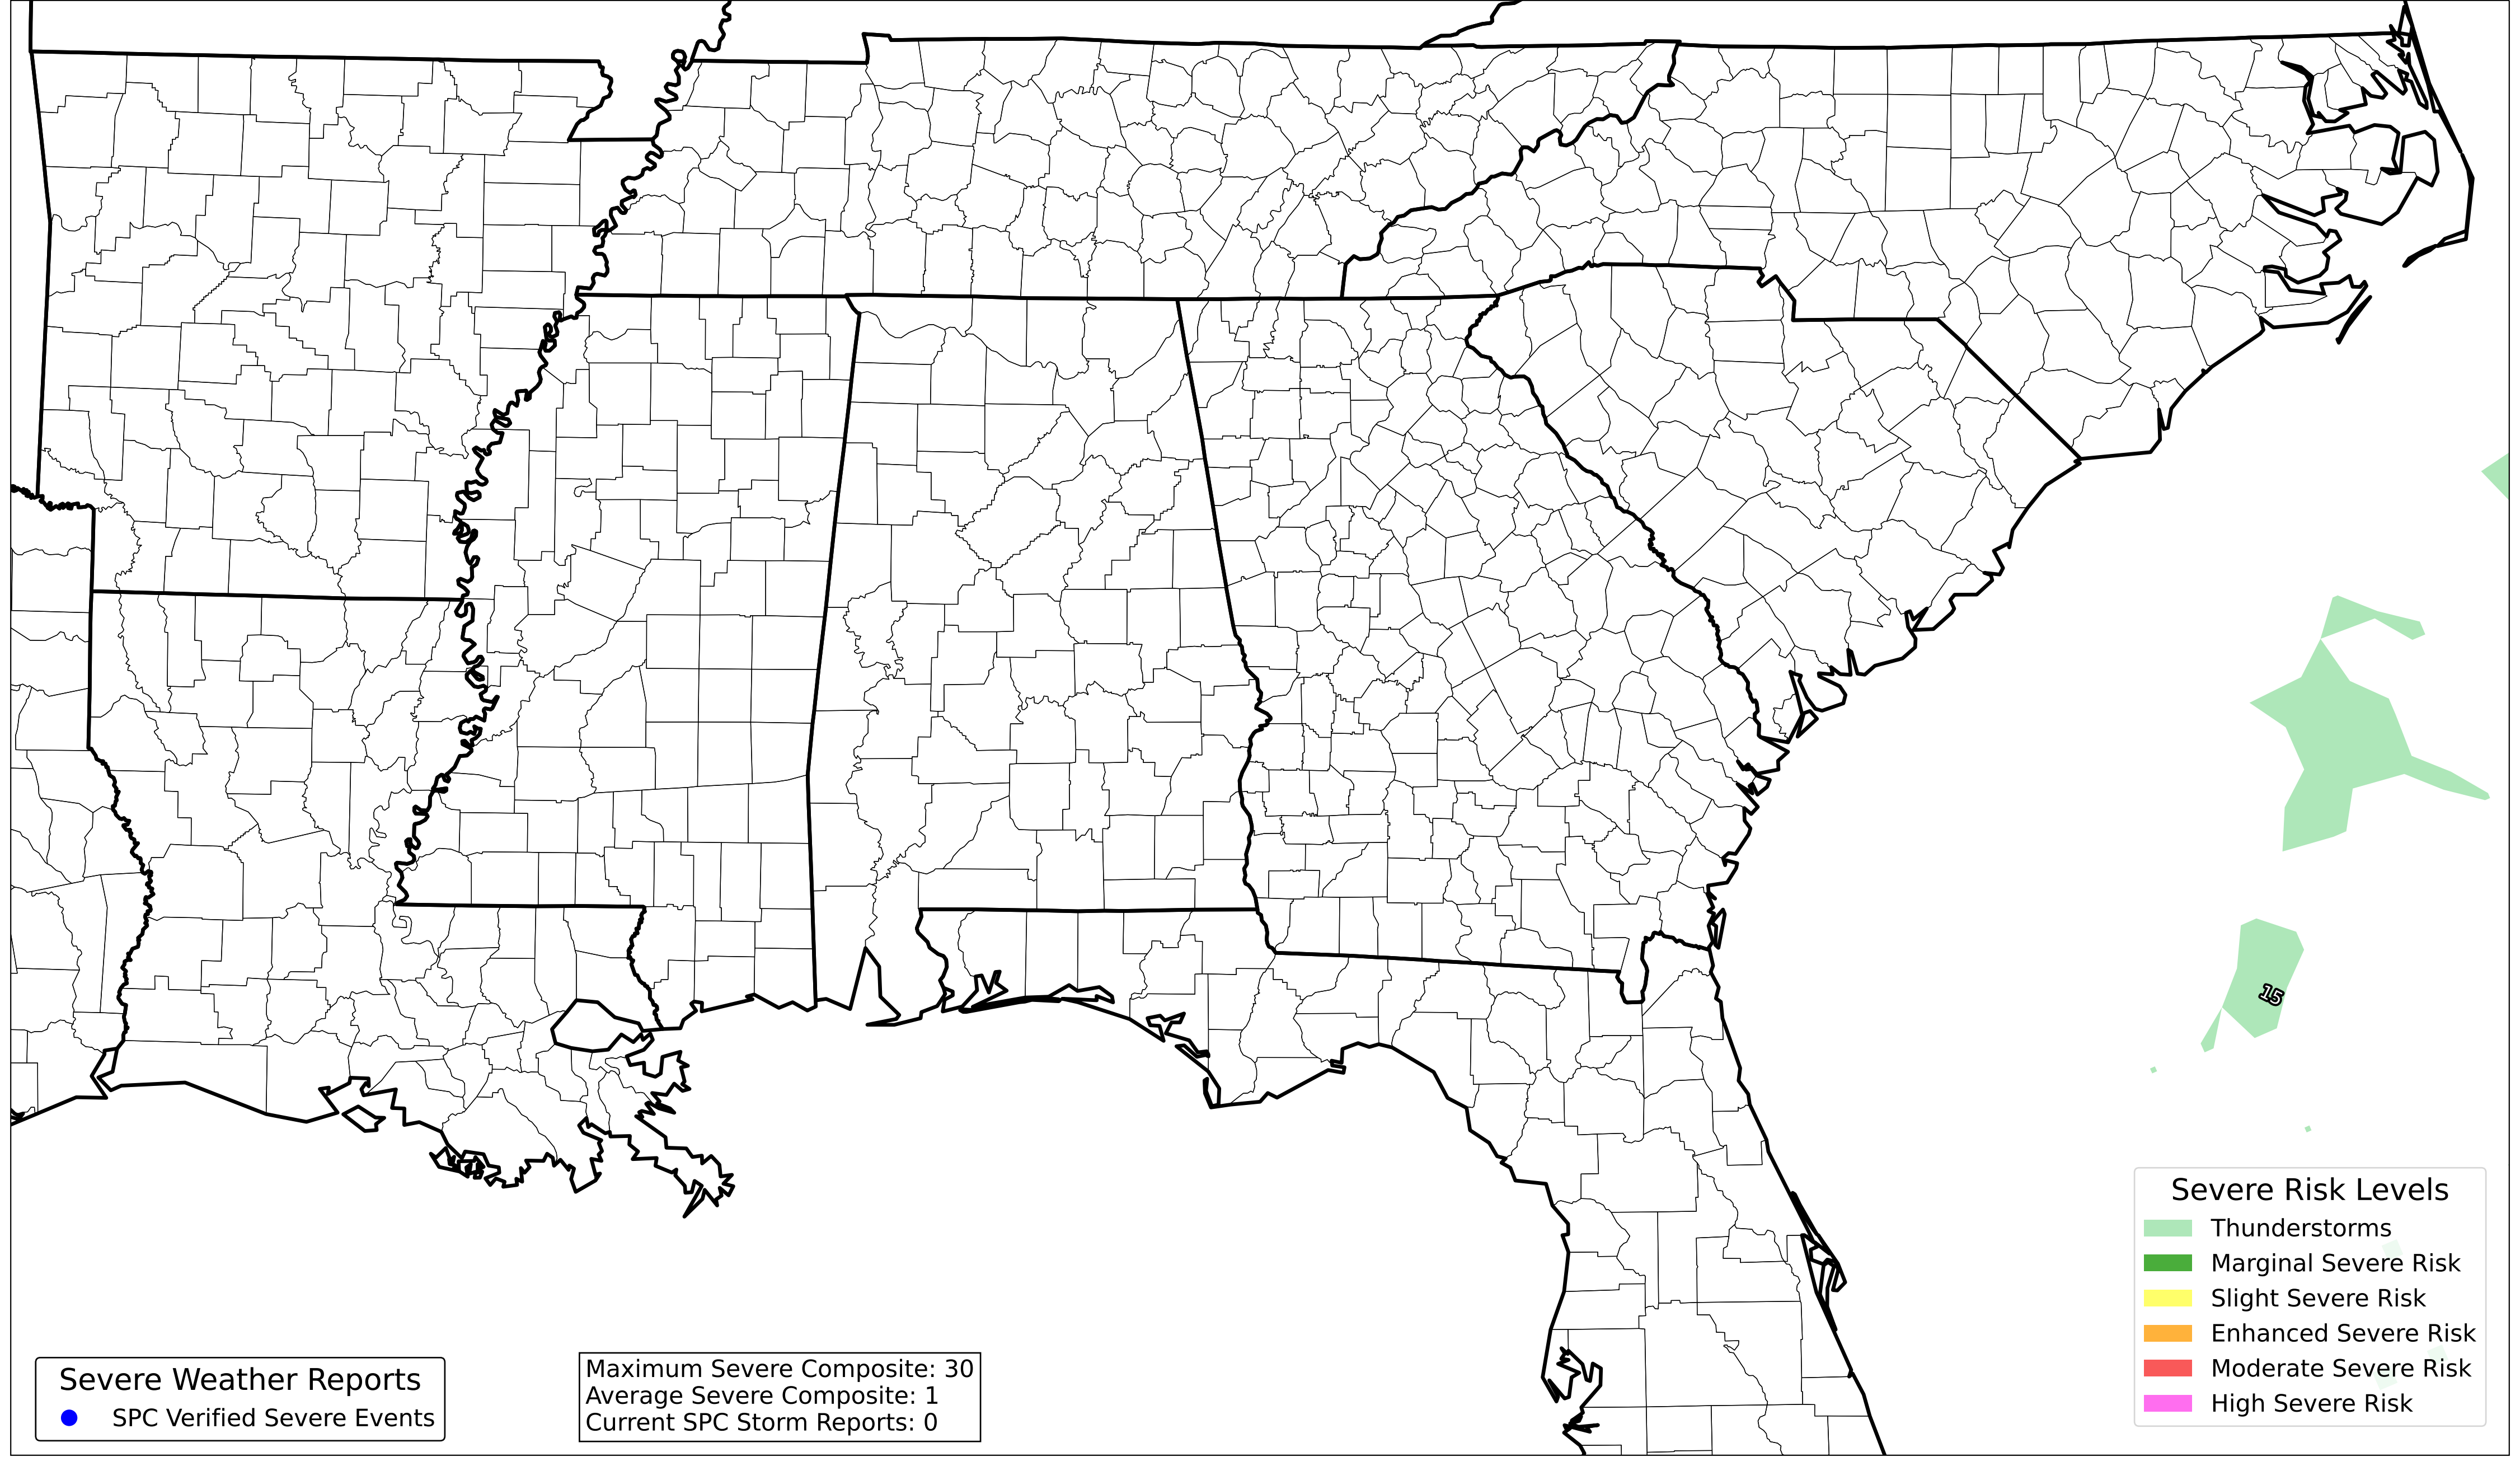 15
Severe Risk Levels
Thunderstorms
Marginal Severe Risk
Slight Severe Risk
Enhanced Severe Risk
Moderate Severe Risk
High Severe Risk
Severe Weather Reports
SPC Verified Severe Events
Maximum Severe Composite: 30
Average Severe Composite: 1
Current SPC Storm Reports: 0